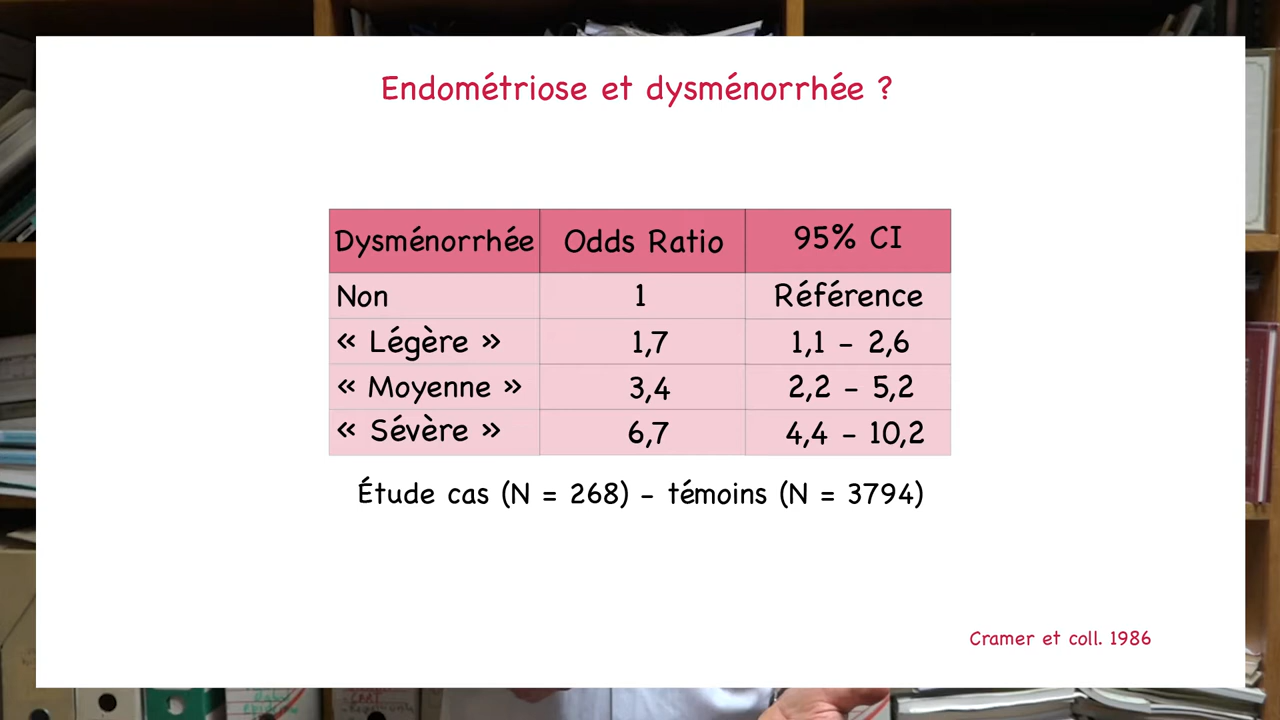 Endométriose et dysménorrhée ?
Dysménorrhée Odds Ratio 95% CI
Non 1 Référence
« Légère » 1,7 1,1 – 2,6
« Moyenne » 3,4 2,2 – 5,2
« Sévère » 6,7 4,4 – 10,2
Étude cas (N = 268) – témoins (N = 3794)
Cramer et coll. 1986